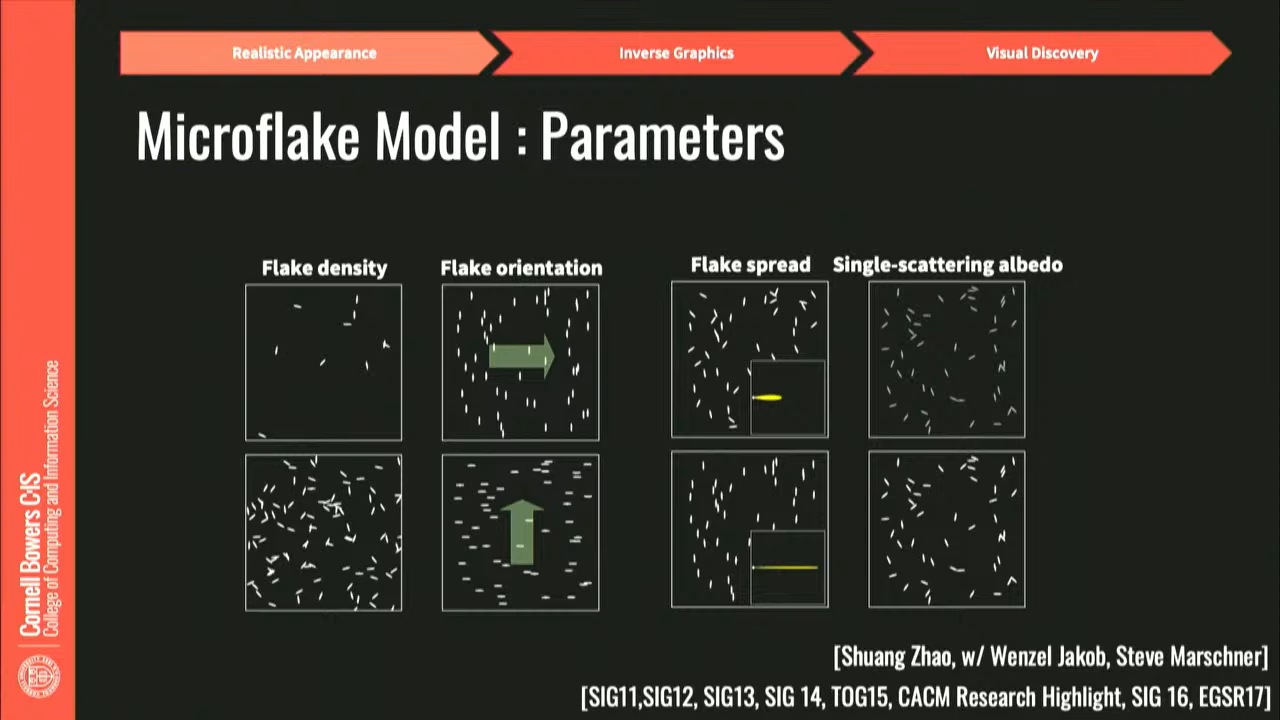 Realistic Appearance
Inverse Graphics
Visual Discovery
Microflake Model : Parameters
Flake density
Flake orientation
Flake spread
Single-scattering albedo
[Shuang Zhao, w/ Wenzel Jakob, Steve Marschner]
[SIG11,SIG12, SIG13, SIG 14, TOG15, CACM Research Highlight, SIG 16, EGSR17]
Cornell Bowers C·IS
College of Computing and Information Science